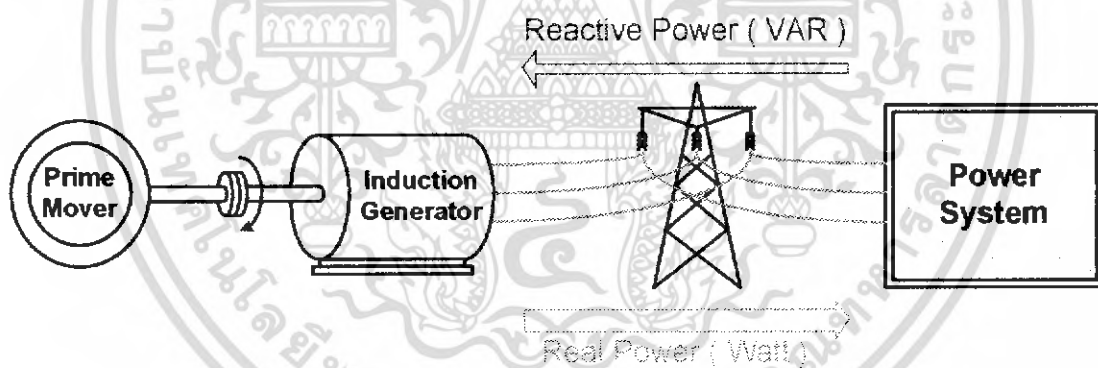 Reactive Power ( VAR )
Prime
Mover
Induction
Generator
Power
System
Real Power ( Watt )